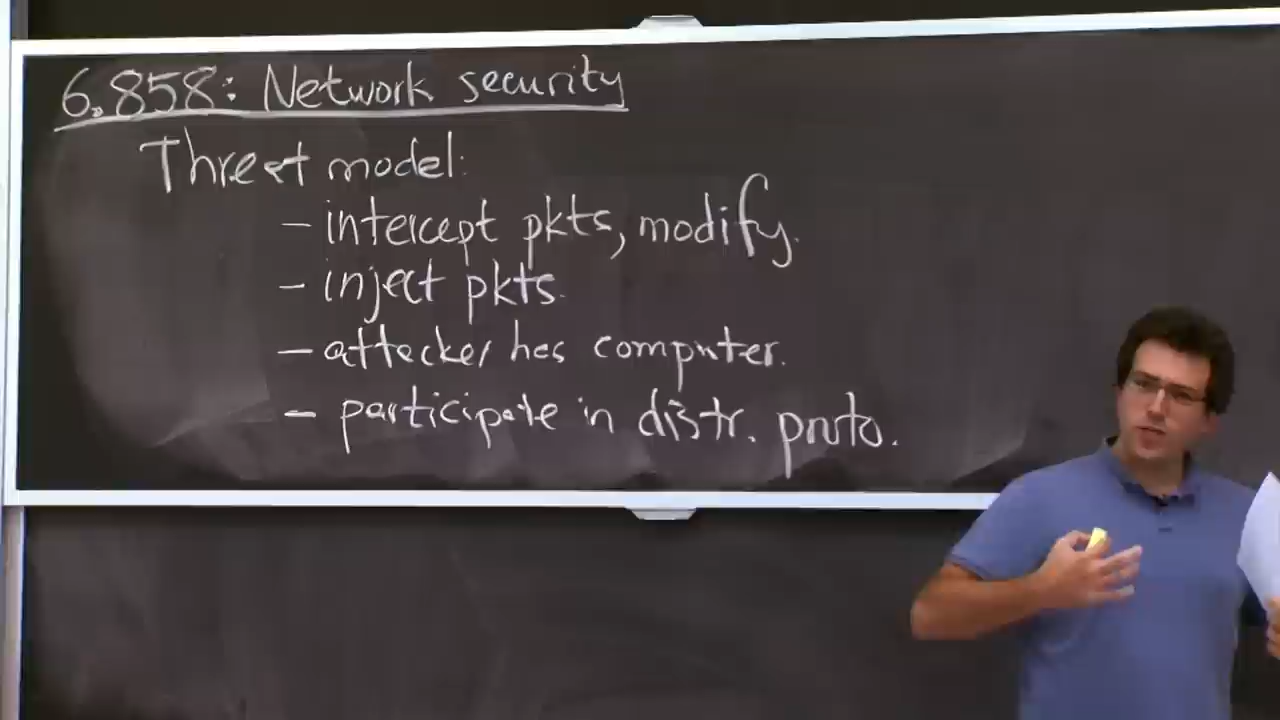 6.858: Network security
Threat model:
- intercept pkts, modify.
- inject pkts.
- attacker has computer.
- participate in distr. proto.